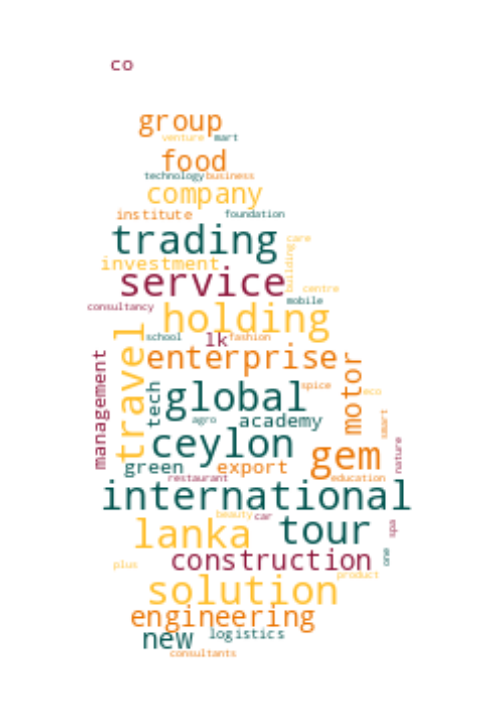 co
group
venture mart
food
technology business
company
institute foundation
trading
care
investment
building
service
centre
consultancy
mobile
holding
school lk fashion
travel
enterprise
management
motor
tech
global
spice
eco
agro academy
smart
ceylon
gem
nature
green export
restaurant education
international
beauty car
lanka tour
spa
construction
one
plus
product
solution
engineering
new logistics
consultants